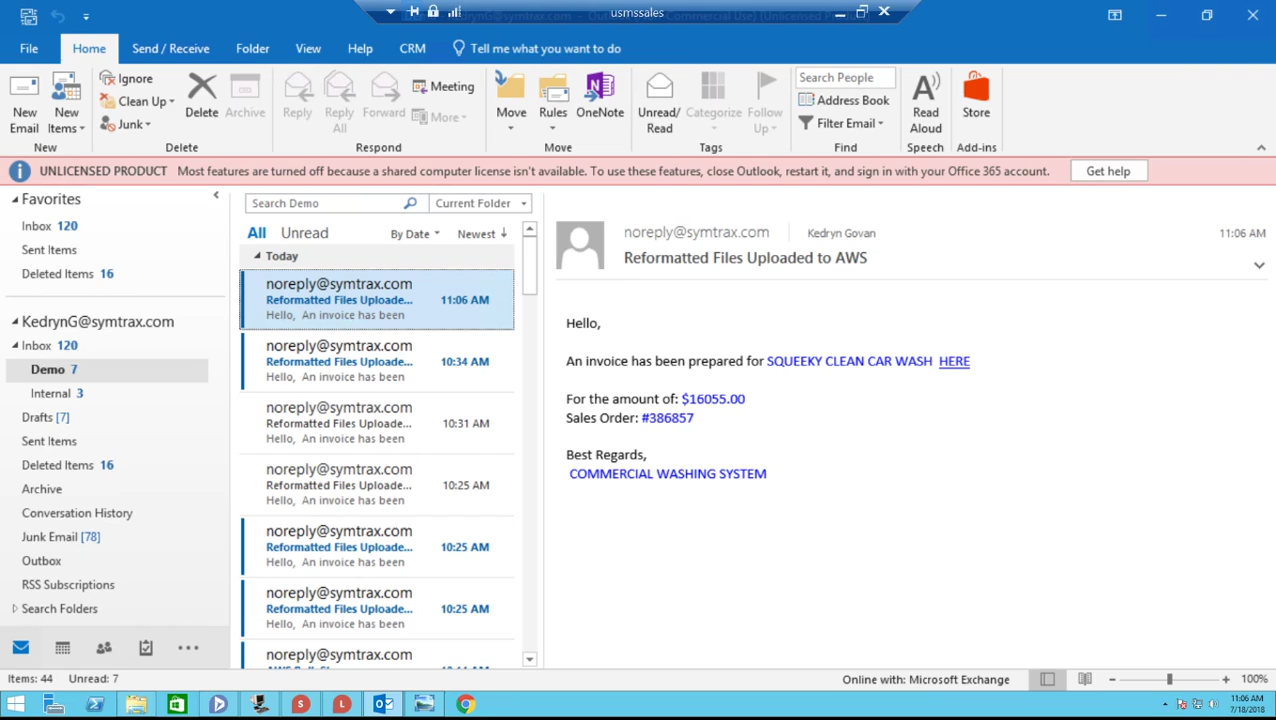 usmssales
File Home Send / Receive Folder View Help CRM Tell me what you want to do
New Email
New Items
Ignore
Clean Up
Junk
Delete
Archive
Reply
Reply All
Forward
Meeting
More
Move
Rules
OneNote
Unread/ Read
Categorize
Follow Up
Search People
Address Book
Filter Email
Read Aloud
Store
New Delete Respond Move Tags Find Speech Add-ins
UNLICENSED PRODUCT Most features are turned off because a shared computer license isn't available. To use these features, close Outlook, restart it, and sign in with your Office 365 account. Get help
Favorites
Inbox 120
Sent Items
Deleted Items 16
KedrynG@symtrax.com
Inbox 120
Demo 7
Internal 3
Drafts [7]
Sent Items
Deleted Items 16
Archive
Conversation History
Junk Email [78]
Outbox
RSS Subscriptions
Search Folders
Search Demo Current Folder
All Unread By Date Newest
Today
noreply@symtrax.com
Reformatted Files Uploade... 11:06 AM
Hello, An invoice has been
noreply@symtrax.com
Reformatted Files Uploade... 10:34 AM
Hello, An invoice has been
noreply@symtrax.com
Reformatted Files Uploade... 10:31 AM
Hello, An invoice has been
noreply@symtrax.com
Reformatted Files Uploade... 10:25 AM
Hello, An invoice has been
noreply@symtrax.com
Reformatted Files Uploade... 10:25 AM
Hello, An invoice has been
noreply@symtrax.com
Reformatted Files Uploade... 10:25 AM
Hello, An invoice has been
noreply@symtrax.com
noreply@symtrax.com Kedryn Govan 11:06 AM
Reformatted Files Uploaded to AWS
Hello,
An invoice has been prepared for SQUEEKY CLEAN CAR WASH HERE
For the amount of: $16055.00
Sales Order: #386857
Best Regards,
COMMERCIAL WASHING SYSTEM
Items: 44 Unread: 7 Online with: Microsoft Exchange 100%
11:06 AM
7/18/2018